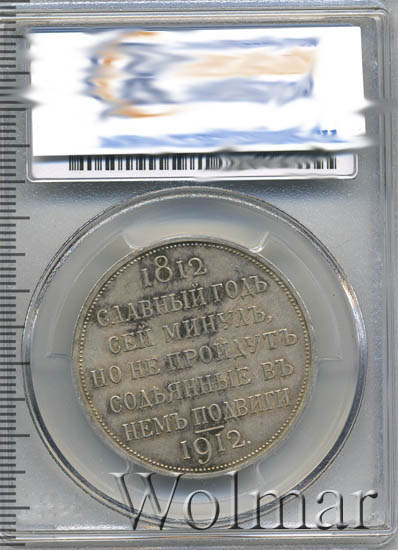 1812
СЛАВНЫЙ ГОДЪ
СЕЙ МИНУЛЪ,
НО НЕ ПРОЙДУТЪ
СОДѢЯННЫЕ ВЪ
НЕМЪ ПОДВИГИ
1912.
Wolmar